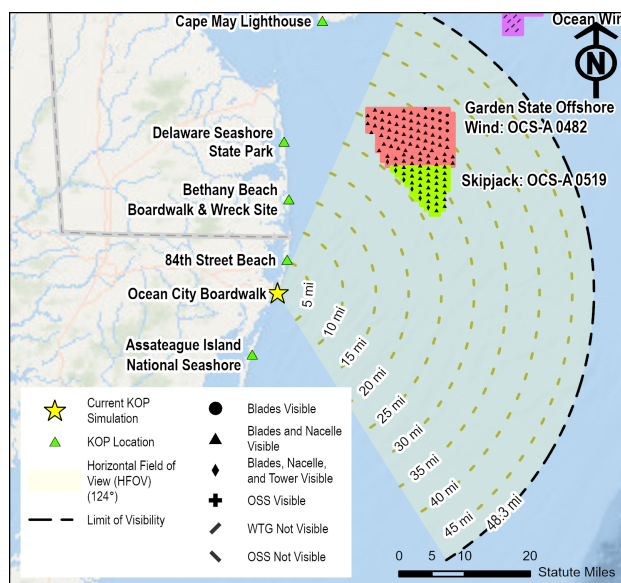 Cape May Lighthouse
Ocean Win
N
Garden State Offshore
Wind: OCS-A 0482
Delaware Seashore
State Park
Skipjack: OCS-A 0519
Bethany Beach
Boardwalk & Wreck Site
84th Street Beach
Ocean City Boardwalk
5 mi
10 mi
15 mi
20 mi
25 mi
30 mi
35 mi
40 mi
45 mi
48.3 mi
Assateague Island
National Seashore
Current KOP
Simulation
KOP Location
Horizontal Field of
View (HFOV)
(124°)
Limit of Visibility
Blades Visible
Blades and Nacelle
Visible
Blades, Nacelle,
and Tower Visible
OSS Visible
WTG Not Visible
OSS Not Visible
0 10 20
Statute Miles